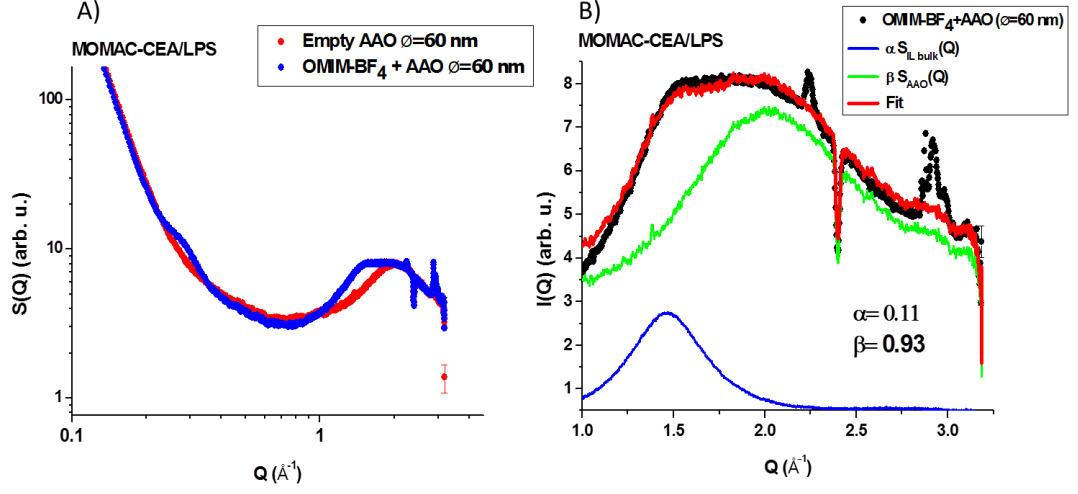 A)
MOMAC-CEA/LPS
Empty AAO ∅=60 nm
OMIM-BF4 + AAO ∅=60 nm
S(Q) (arb. u.)
100
10
1
0.1
1
Q (Å-1)
B)
MOMAC-CEA/LPS
OMIM-BF4+AAO (∅=60 nm)
α SIL bulk(Q)
β SAAO(Q)
Fit
I(Q) (arb. u.)
8
7
6
5
4
3
2
1
α= 0.11
β= 0.93
1.0
1.5
2.0
2.5
3.0
Q (Å-1)